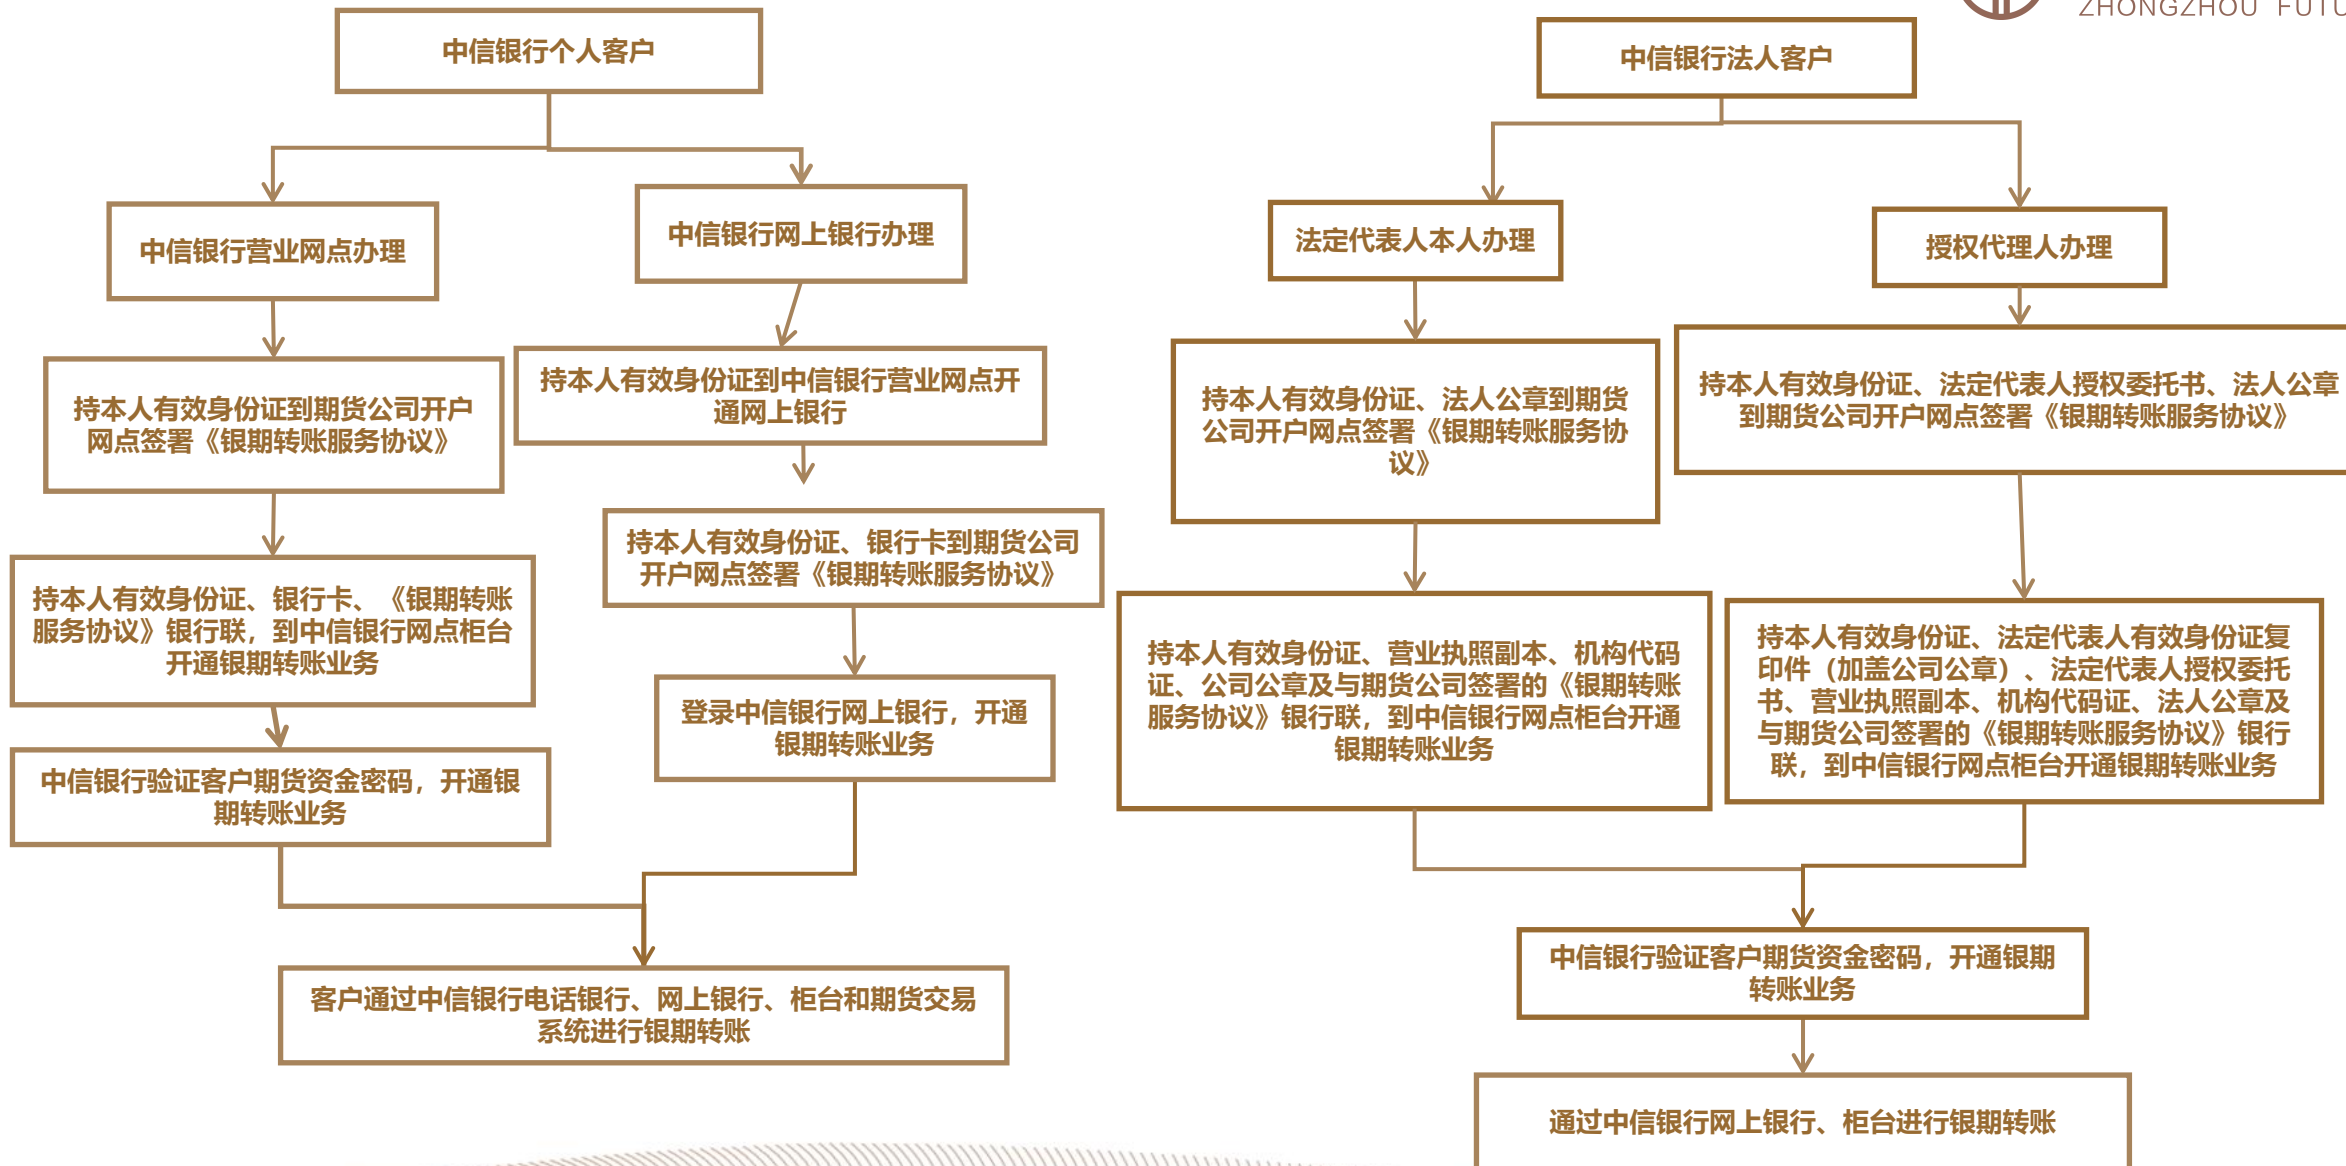 ZHONGZHOU FUTU
中信银行个人客户
中信银行营业网点办理
中信银行网上银行办理
持本人有效身份证到期货公司开户
网点签署《银期转账服务协议》
持本人有效身份证到中信银行营业网点开
通网上银行
持本人有效身份证、银行卡、《银期转账
服务协议》银行联，到中信银行网点柜台
开通银期转账业务
持本人有效身份证、银行卡到期货公司
开户网点签署《银期转账服务协议》
中信银行验证客户期货资金密码，开通银
期转账业务
登录中信银行网上银行，开通
银期转账业务
客户通过中信银行电话银行、网上银行、柜台和期货交易
系统进行银期转账
中信银行法人客户
法定代表人本人办理
授权代理人办理
持本人有效身份证、法人公章到期货
公司开户网点签署《银期转账服务协
议》
持本人有效身份证、法定代表人授权委托书、法人公章
到期货公司开户网点签署《银期转账服务协议》
持本人有效身份证、营业执照副本、机构代码
证、公司公章及与期货公司签署的《银期转账
服务协议》银行联，到中信银行网点柜台开通
银期转账业务
持本人有效身份证、法定代表人有效身份证复
印件（加盖公司公章）、法定代表人授权委托
书、营业执照副本、机构代码证、法人公章及
与期货公司签署的《银期转账服务协议》银行
联，到中信银行网点柜台开通银期转账业务
中信银行验证客户期货资金密码，开通银期
转账业务
通过中信银行网上银行、柜台进行银期转账